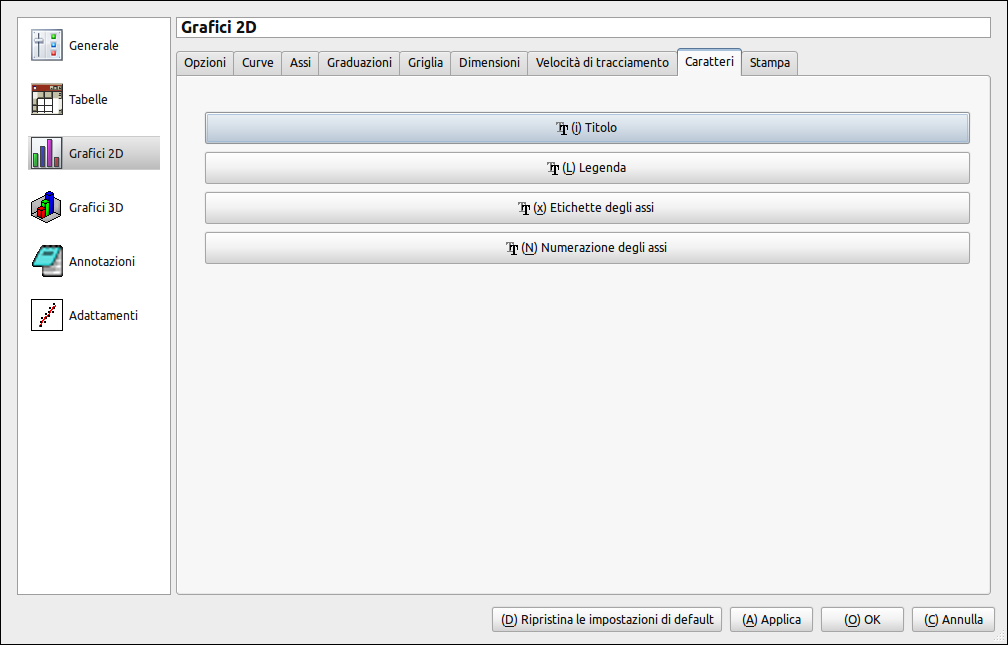 Grafici 2D
Generale
Tabelle
Grafici 2D
Grafici 3D
Annotazioni
Adattamenti
Opzioni Curve Assi Graduazioni Griglia Dimensioni Velocità di tracciamento Caratteri Stampa
(i) Titolo
(L) Legenda
(x) Etichette degli assi
(N) Numerazione degli assi
(D) Ripristina le impostazioni di default (A) Applica (O) OK (C) Annulla